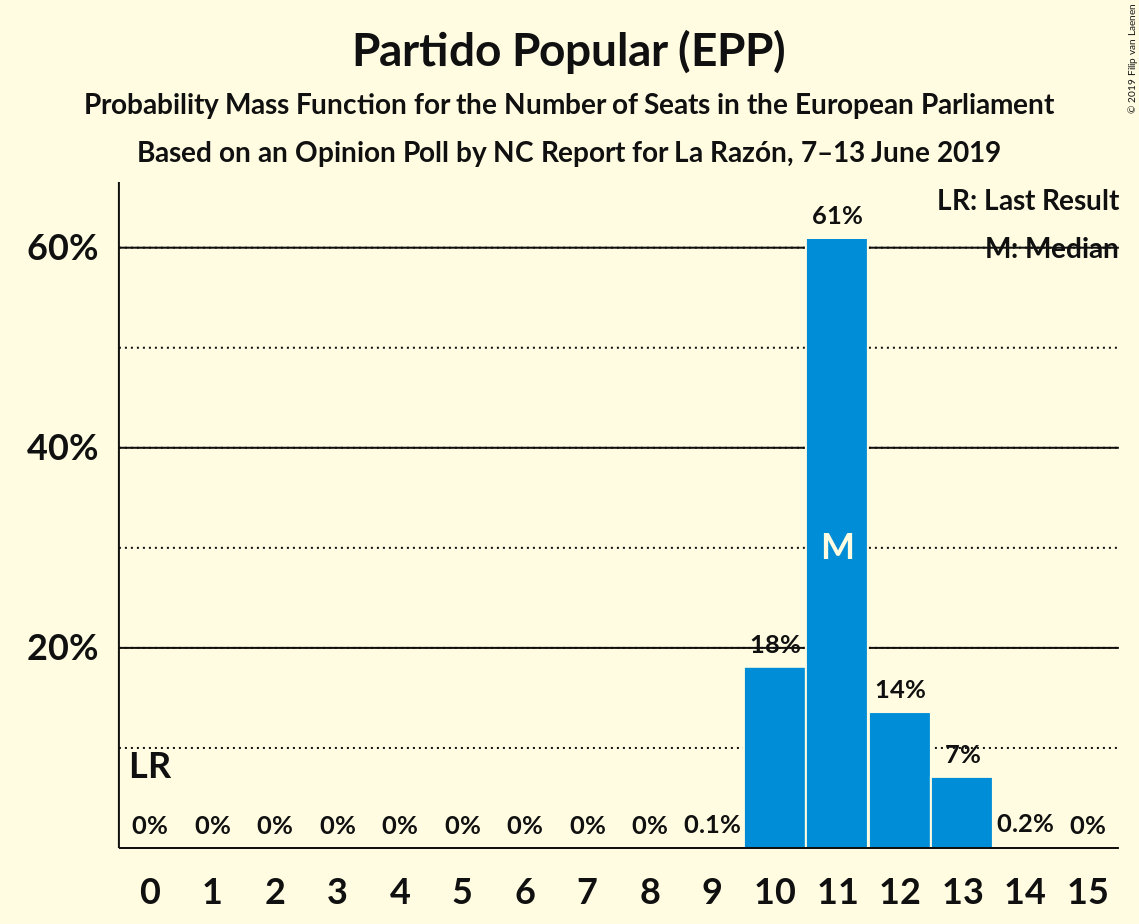 Partido Popular (EPP)
Probability Mass Function for the Number of Seats in the European Parliament
Based on an Opinion Poll by NC Report for La Razón, 7–13 June 2019
© 2019 Filip van Laenen
LR: Last Result
M: Median
61%
60%
40%
M
20%
18%
14%
7%
LR
0% 0% 0% 0% 0% 0% 0% 0% 0% 0.1% 0.2% 0%
0 1 2 3 4 5 6 7 8 9 10 11 12 13 14 15